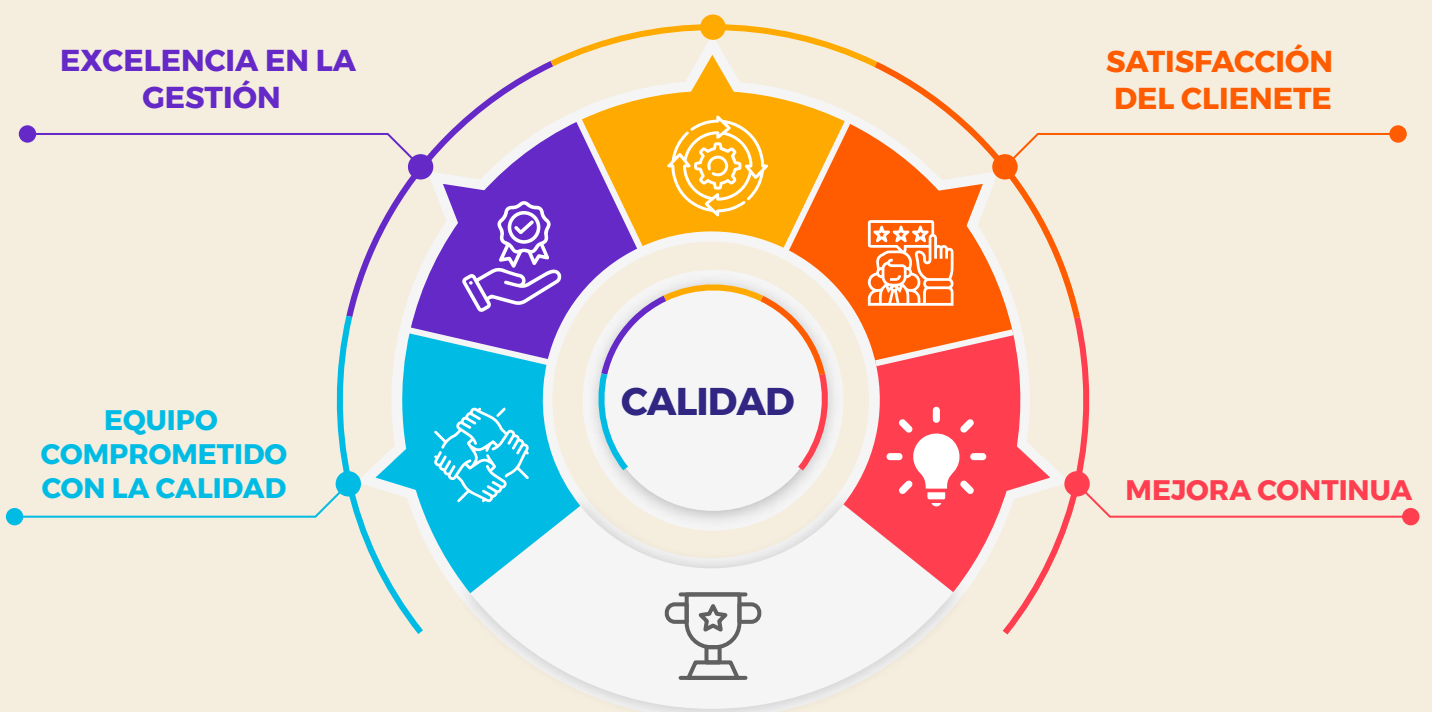 EXCELENCIA EN LA
GESTIÓN
SATISFACCIÓN
DEL CLIENETE
CALIDAD
EQUIPO
COMPROMETIDO
CON LA CALIDAD
MEJORA CONTINUA